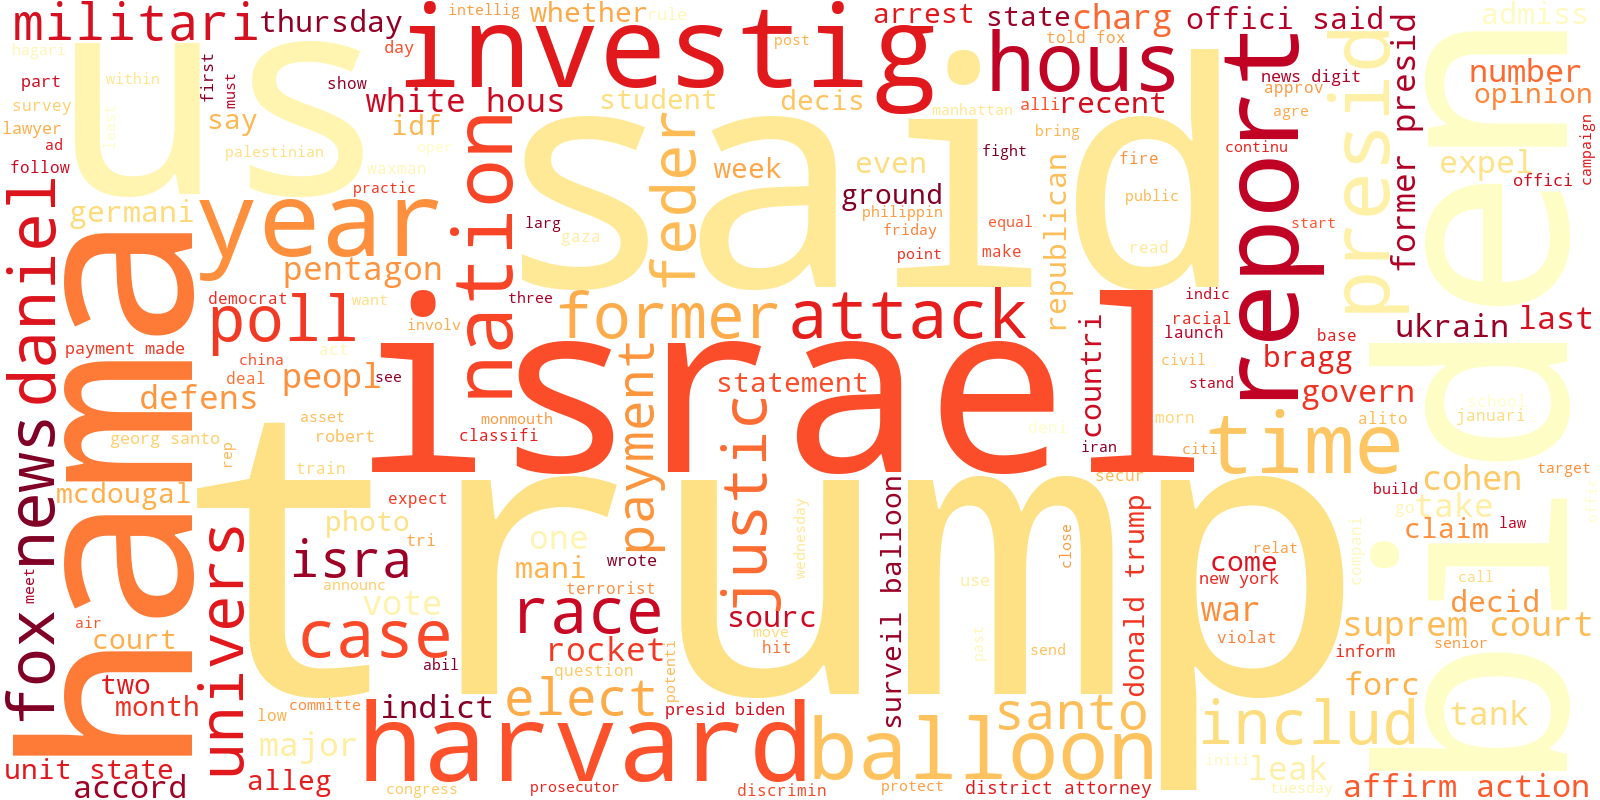 militari
thursday
intellig
whether
rule
arrest
state
charg
offici said
admiss
hagari
us
day
investig
post
said
told fox
hous
report
presid
former presid
biden
part
within
first
must
show
white hous
student
decis
manhattan
alli
recent
news digit
approv
number
opinion
survey
lawyer
ad
say
idf
nation
feder
bring
agre
campaign
follow
palestinian
waxman
oper
week
even
fight
fire
continu
expel
offici
daniel
hama
germani
year
practic
ground
republican
public
larg
gaza
philippin
friday
equal
start
pentagon
point
make
read
democrat
want
three
indic
poll
former
attack
racial
launch
base
ukrain
last
involv
payment made
act
israel
countri
china
deal
peopl
see
payment
statement
justic
civil
stand
bragg
govern
defens
asset
monmouth
deni
morn
alito
school
januari
georg santo
robert
classifi
iran
citi
time
fox news
rep
train
trump
secur
cohen
target
mcdougal
expect
build
go
take
univers
photo
tri
one
wednesday
surveil balloon
close
donald trump
claim
law
offic
isra
mani
wrote
relat
come
new york
compani
meet
announc
terrorist
use
call
vote
race
sourc
war
decid
air
court
case
rocket
move
hit
past
send
violat
suprem court
inform
senior
abil
question
potenti
two
month
indict
elect
presid biden
santo
includ
forc
tank
low
committe
major
harvard
balloon
unit state
accord
alleg
congress
prosecutor
discrimin
protect
district attorney
initi
leak
tuesday
affirm action